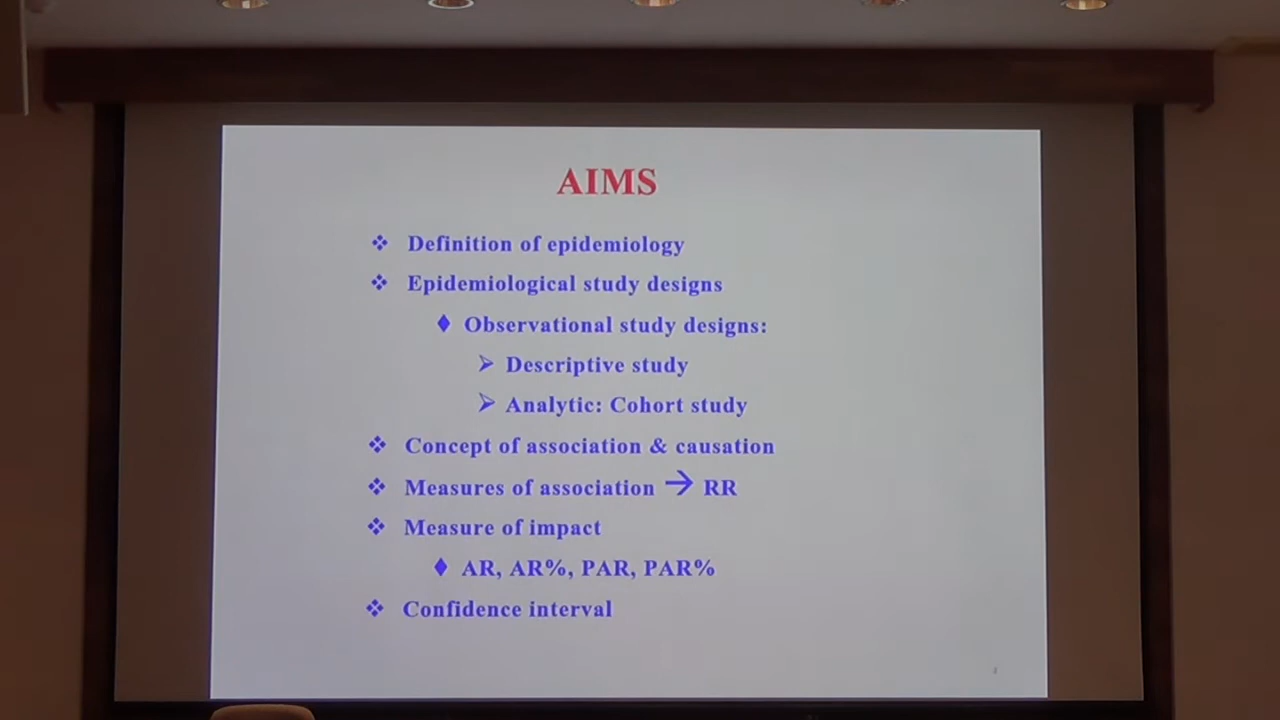 AIMS
❖ Definition of epidemiology
❖ Epidemiological study designs
♦ Observational study designs:
➢ Descriptive study
➢ Analytic: Cohort study
❖ Concept of association & causation
❖ Measures of association → RR
❖ Measure of impact
♦ AR, AR%, PAR, PAR%
❖ Confidence interval